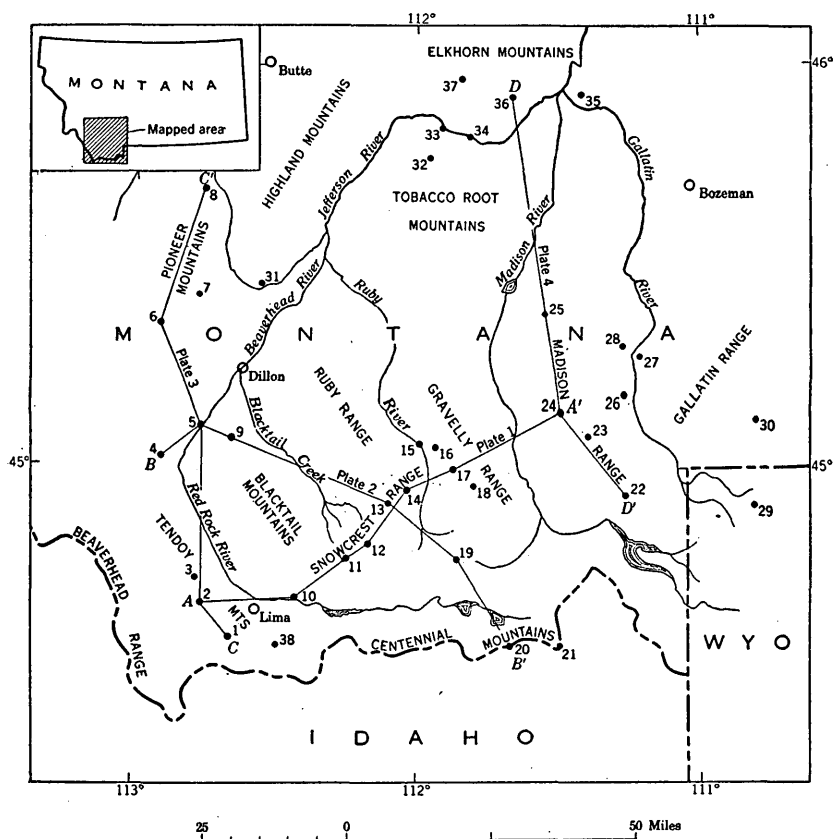 112°
111°
ELKHORN MOUNTAINS
46°
Butte
MONTANA
Mapped area
37
D
36
35
HIGHLAND MOUNTAINS
33
34
32
Jefferson River
Gallatin River
C'
8
TOBACCO ROOT
MOUNTAINS
Bozeman
PIONEER
MOUNTAINS
Madison River
31
7
Beaverhead River
Ruby River
Plate 4
25
6
MONTANA
28
27
Plate 3
Dillon
RUBY RANGE
GRAVELLY
RANGE
MADISON
RANGE
GALLATIN RANGE
26
24
A'
30
5
9
Blacktail Creek
15
16
Plate 1
23
4
B
45°
45°
17
18
Plate 2
14
13
22
D'
29
BLACKTAIL
MOUNTAINS
SNOWCREST
RANGE
Red Rock River
12
11
19
TENDOY
MTS
3
BEAVERHEAD
RANGE
A
2
10
Lima
1
C
38
CENTENNIAL
MOUNTAINS
20
B'
21
WYO
IDAHO
113°
112°
111°
25
0
50 Miles